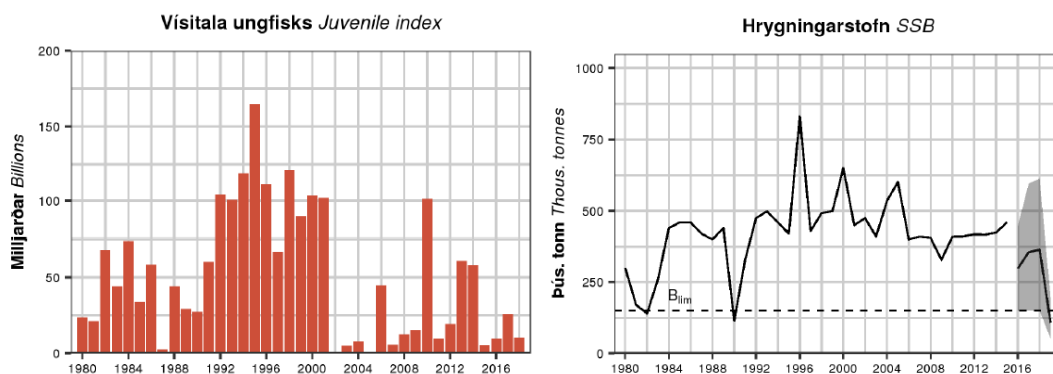 Vísitala ungfisks Juvenile index
Milljarðar Billions
200
150
100
50
0
1980 1984 1988 1992 1996 2000 2004 2008 2012 2016
Hrygningarstofn SSB
Þús. tonn Thous. tonnes
1000
750
500
250
0
Blim
1980 1984 1988 1992 1996 2000 2004 2008 2012 2016